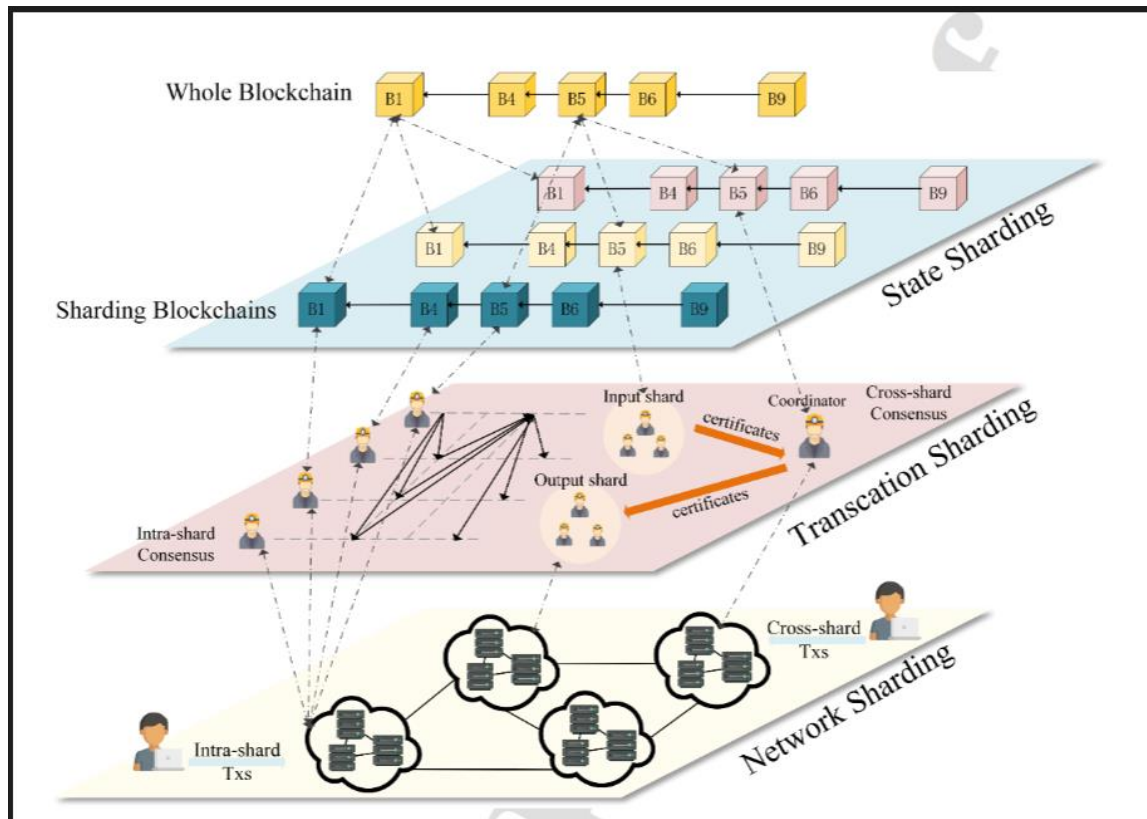 Whole Blockchain
B1 B4 B5 B6 B9
B1 B4 B5 B6 B9
B1 B4 B5 B6 B9
State Sharding
Sharding Blockchains
B1 B4 B5 B6 B9
Input shard
Coordinator
Cross-shard
Consensus
certificates
Output shard
certificates
Transcation Sharding
Intra-shard
Consensus
Cross-shard
Txs
Network Sharding
Intra-shard
Txs